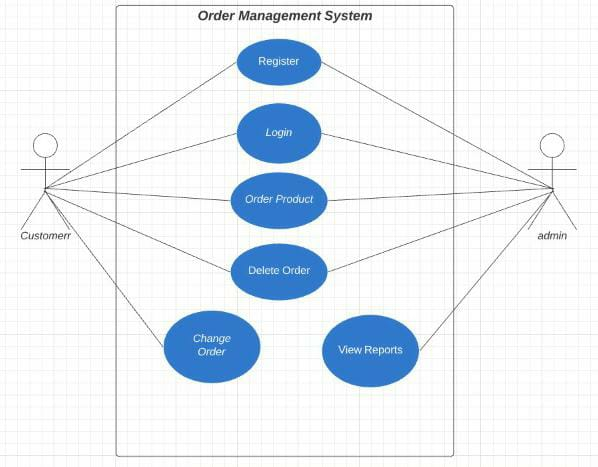 Order Management System
Register
Login
Order Product
Delete Order
Change
Order
View Reports
Customerr
admin